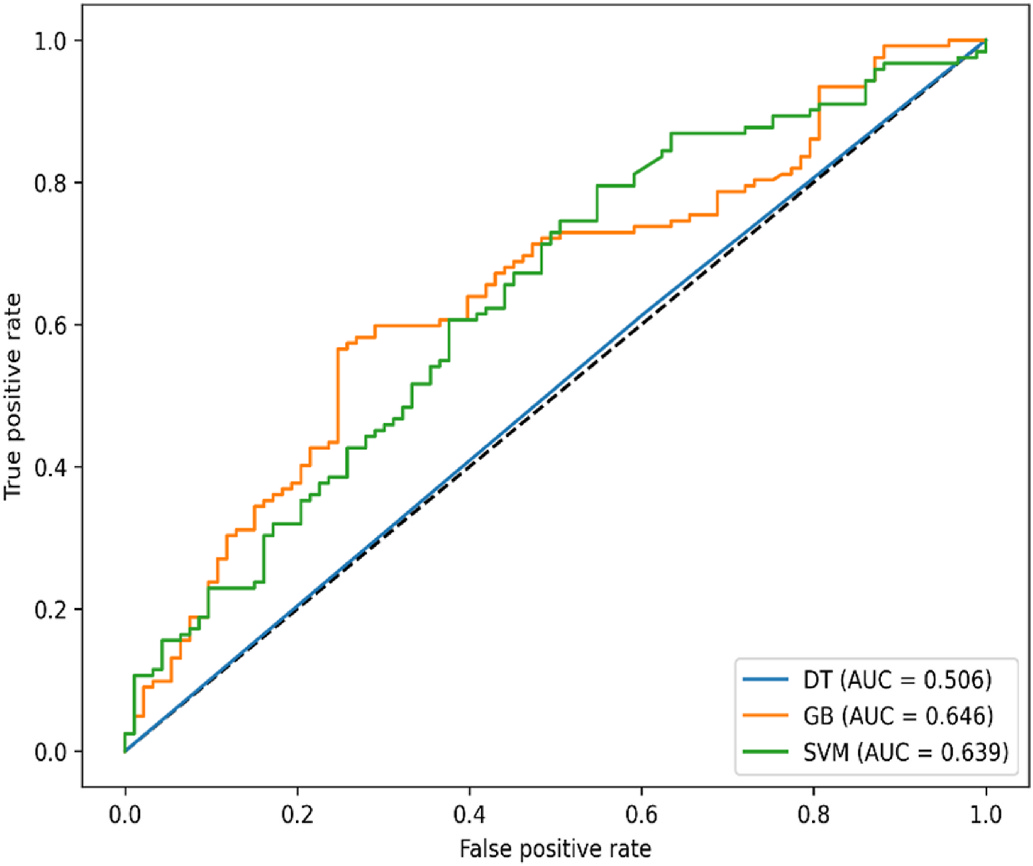 1.0
0.8
0.6
0.4
0.2
0.0
True positive rate
DT (AUC = 0.506)
GB (AUC = 0.646)
SVM (AUC = 0.639)
0.0 0.2 0.4 0.6 0.8 1.0
False positive rate